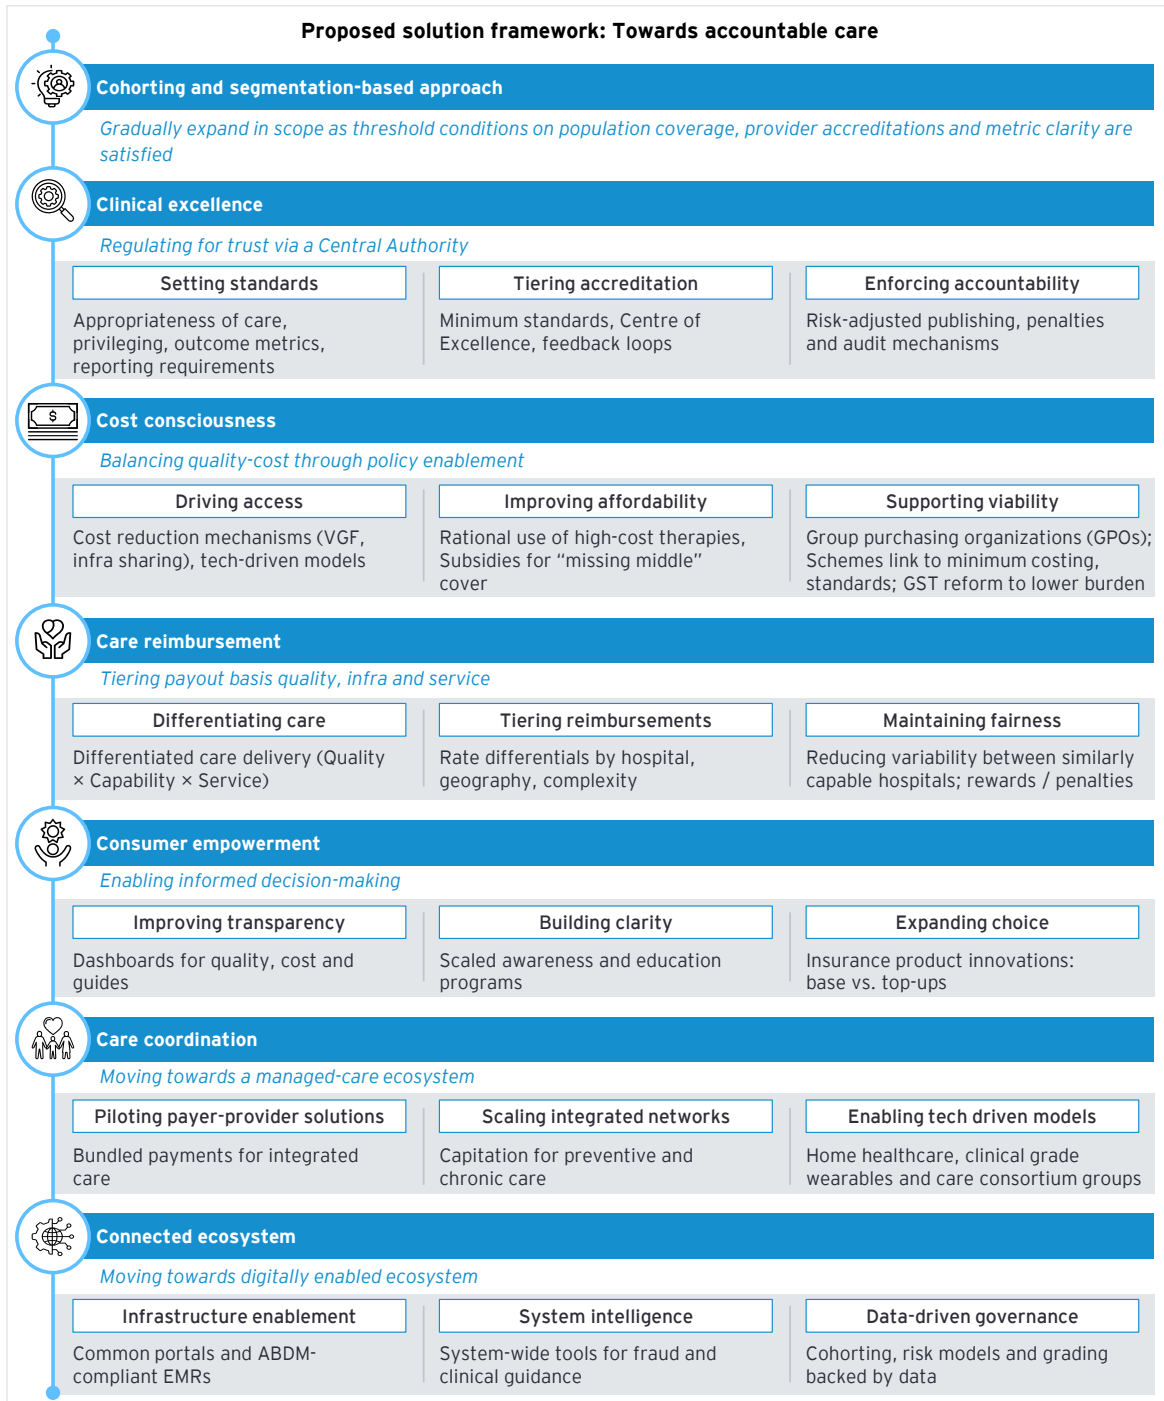 Proposed solution framework: Towards accountable care
Cohorting and segmentation-based approach
Gradually expand in scope as threshold conditions on population coverage, provider accreditations and metric clarity are
satisfied
Clinical excellence
Regulating for trust via a Central Authority
Setting standards
Appropriateness of care,
privileging, outcome metrics,
reporting requirements
Tiering accreditation
Minimum standards, Centre of
Excellence, feedback loops
Enforcing accountability
Risk-adjusted publishing, penalties
and audit mechanisms
$
Cost consciousness
Balancing quality-cost through policy enablement
Driving access
Cost reduction mechanisms (VGF,
infra sharing), tech-driven models
Improving affordability
Rational use of high-cost therapies,
Subsidies for “missing middle”
cover
Supporting viability
Group purchasing organizations (GPOs);
Schemes link to minimum costing,
standards; GST reform to lower burden
Care reimbursement
Tiering payout basis quality, infra and service
Differentiating care
Differentiated care delivery (Quality
× Capability × Service)
Tiering reimbursements
Rate differentials by hospital,
geography, complexity
Maintaining fairness
Reducing variability between similarly
capable hospitals; rewards / penalties
Consumer empowerment
Enabling informed decision-making
Improving transparency
Dashboards for quality, cost and
guides
Building clarity
Scaled awareness and education
programs
Expanding choice
Insurance product innovations:
base vs. top-ups
Care coordination
Moving towards a managed-care ecosystem
Piloting payer-provider solutions
Bundled payments for integrated
care
Scaling integrated networks
Capitation for preventive and
chronic care
Enabling tech driven models
Home healthcare, clinical grade
wearables and care consortium groups
Connected ecosystem
Moving towards digitally enabled ecosystem
Infrastructure enablement
Common portals and ABDM-
compliant EMRs
System intelligence
System-wide tools for fraud and
clinical guidance
Data-driven governance
Cohorting, risk models and grading
backed by data